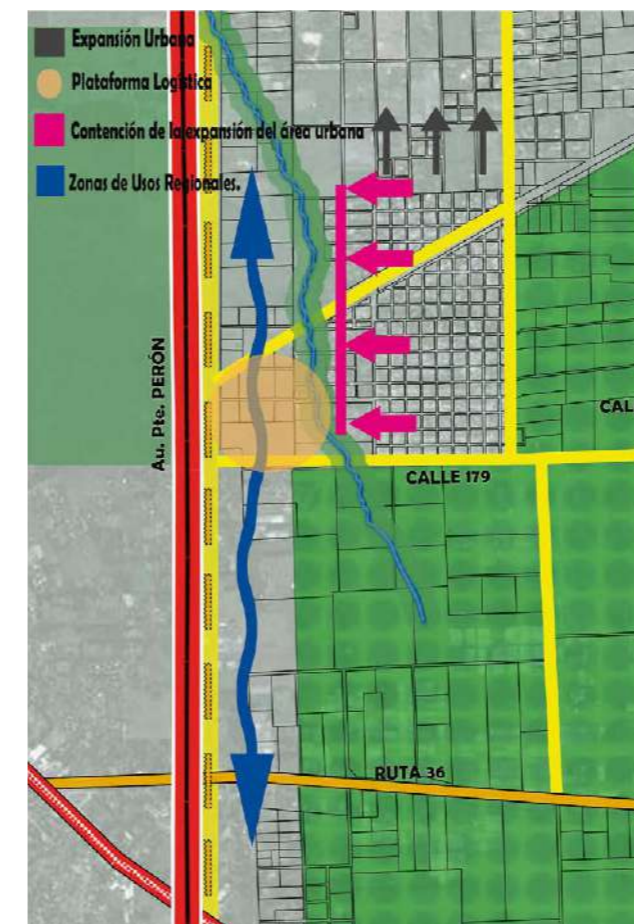 Expansión Urbana
Plataforma Logística
Contención de la expansión del área urbana
Zonas de Usos Regionales.
Au. Pte. PERÓN
CAL
CALLE 179
RUTA 36